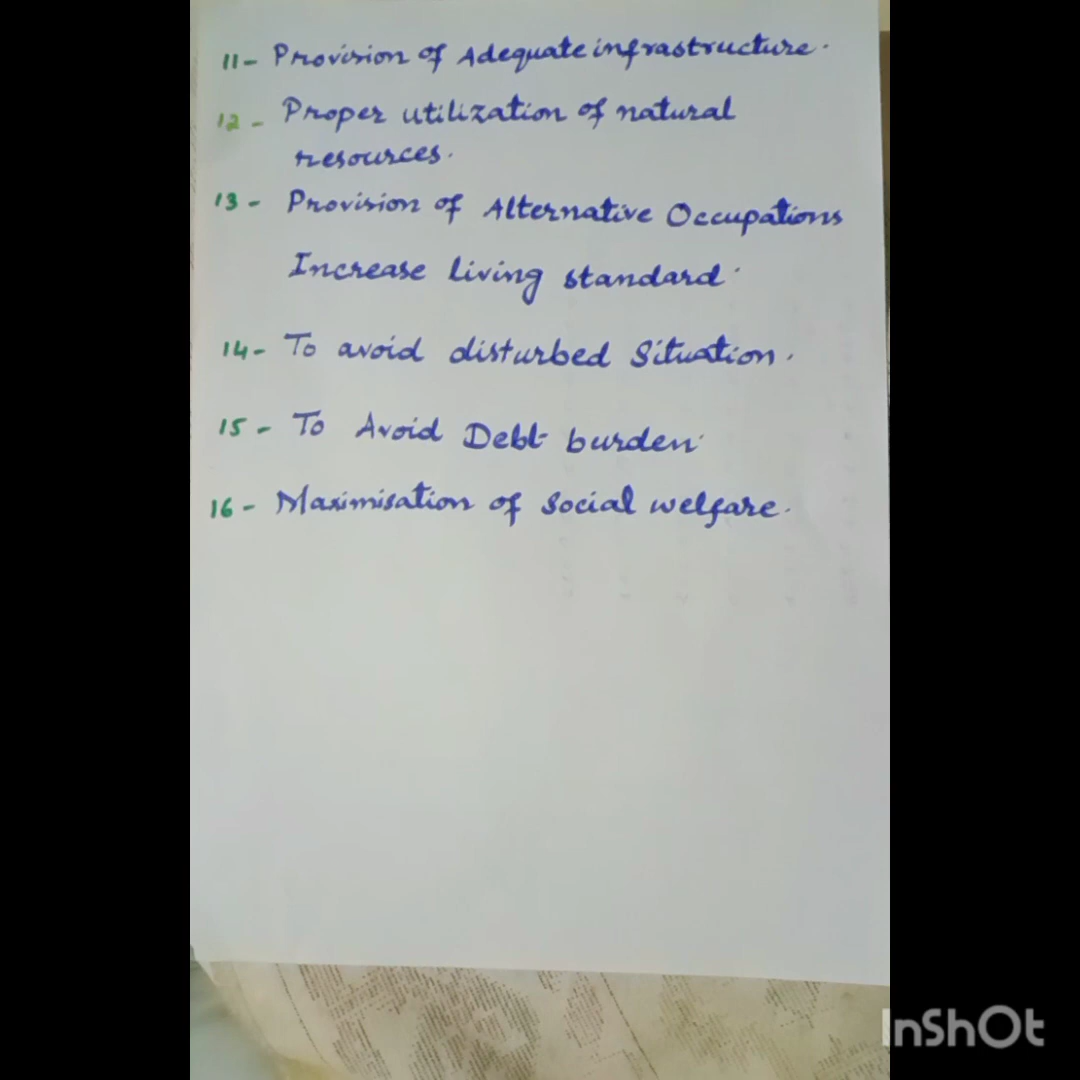 11- Provision of Adequate infrastructure.
12- Proper utilization of natural
resources.
13- Provision of Alternative Occupations
Increase living standard.
14- To avoid disturbed Situation.
15- To Avoid Debt burden.
16- Maximisation of Social welfare.
InShOt